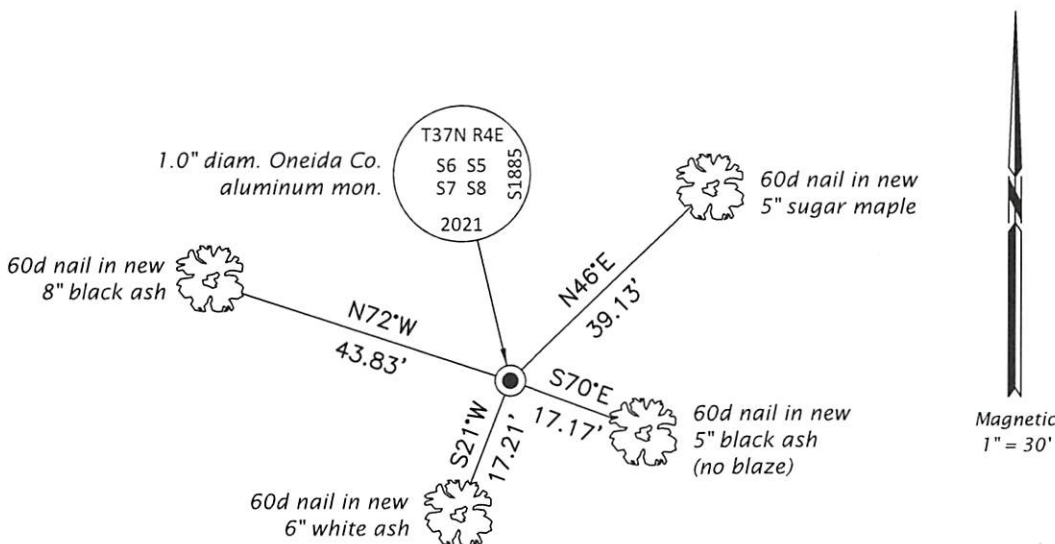 1.0" diam. Oneida Co.
aluminum mon.
T37N R4E
S6 S5
S7 S8
S1885
2021
60d nail in new
5" sugar maple
60d nail in new
8" black ash
N72°W
43.83'
N46°E
39.13'
S70°E
17.17'
60d nail in new
5" black ash
(no blaze)
S21°W
17.21'
60d nail in new
6" white ash
N
Magnetic
1" = 30'